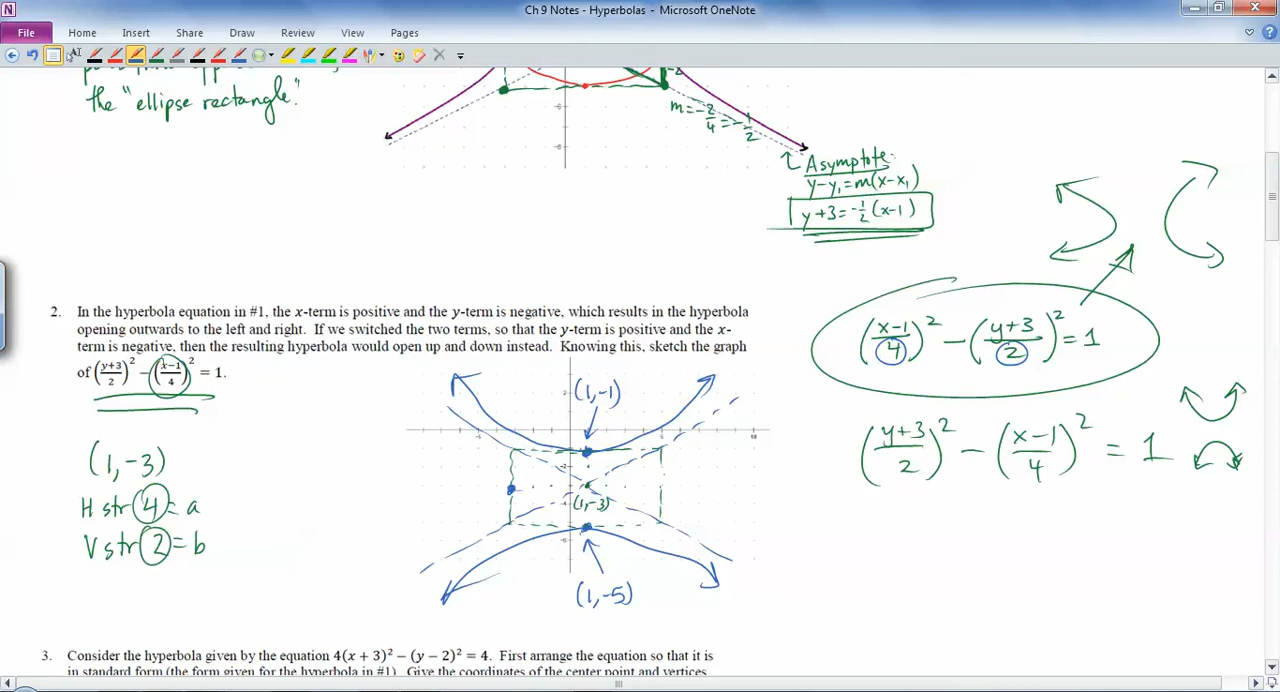 Ch 9 Notes - Hyperbolas - Microsoft OneNote
File Home Insert Share Draw Review View Pages
the "ellipse rectangle."
m=-2/4=-1/2
Asymptote:
y-y₁=m(x-x₁)
y+3=-1/2(x-1)
2. In the hyperbola equation in #1, the x-term is positive and the y-term is negative, which results in the hyperbola
opening outwards to the left and right. If we switched the two terms, so that the y-term is positive and the x-
term is negative, then the resulting hyperbola would open up and down instead. Knowing this, sketch the graph
of ((y+3)/2)² − ((x−1)/4)² = 1.
((x-1)/4)² - ((y+3)/2)² = 1
((y+3)/2)² - ((x-1)/4)² = 1
(1,-3)
H str 4 = a
V str 2 = b
(1,-1)
(1,-3)
(1,-5)
3. Consider the hyperbola given by the equation 4(x + 3)² − (y − 2)² = 4. First arrange the equation so that it is
in standard form (the form given for the hyperbola in #1). Give the coordinates of the center point and vertices